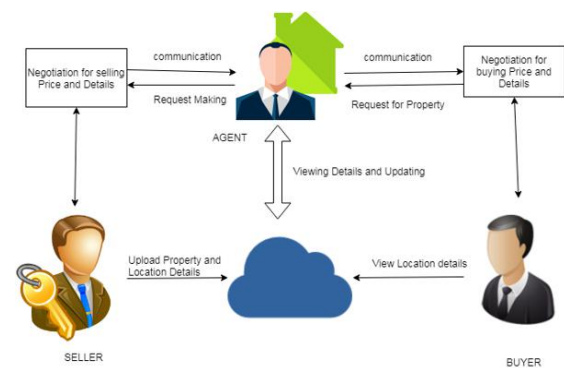 communication
communication
Negotiation for selling
Price and Details
Negotiation for
buying Price and
Details
Request Making
Request for Property
AGENT
Viewing Details and Updating
Upload Property and
Location Details
View Location details
SELLER
BUYER